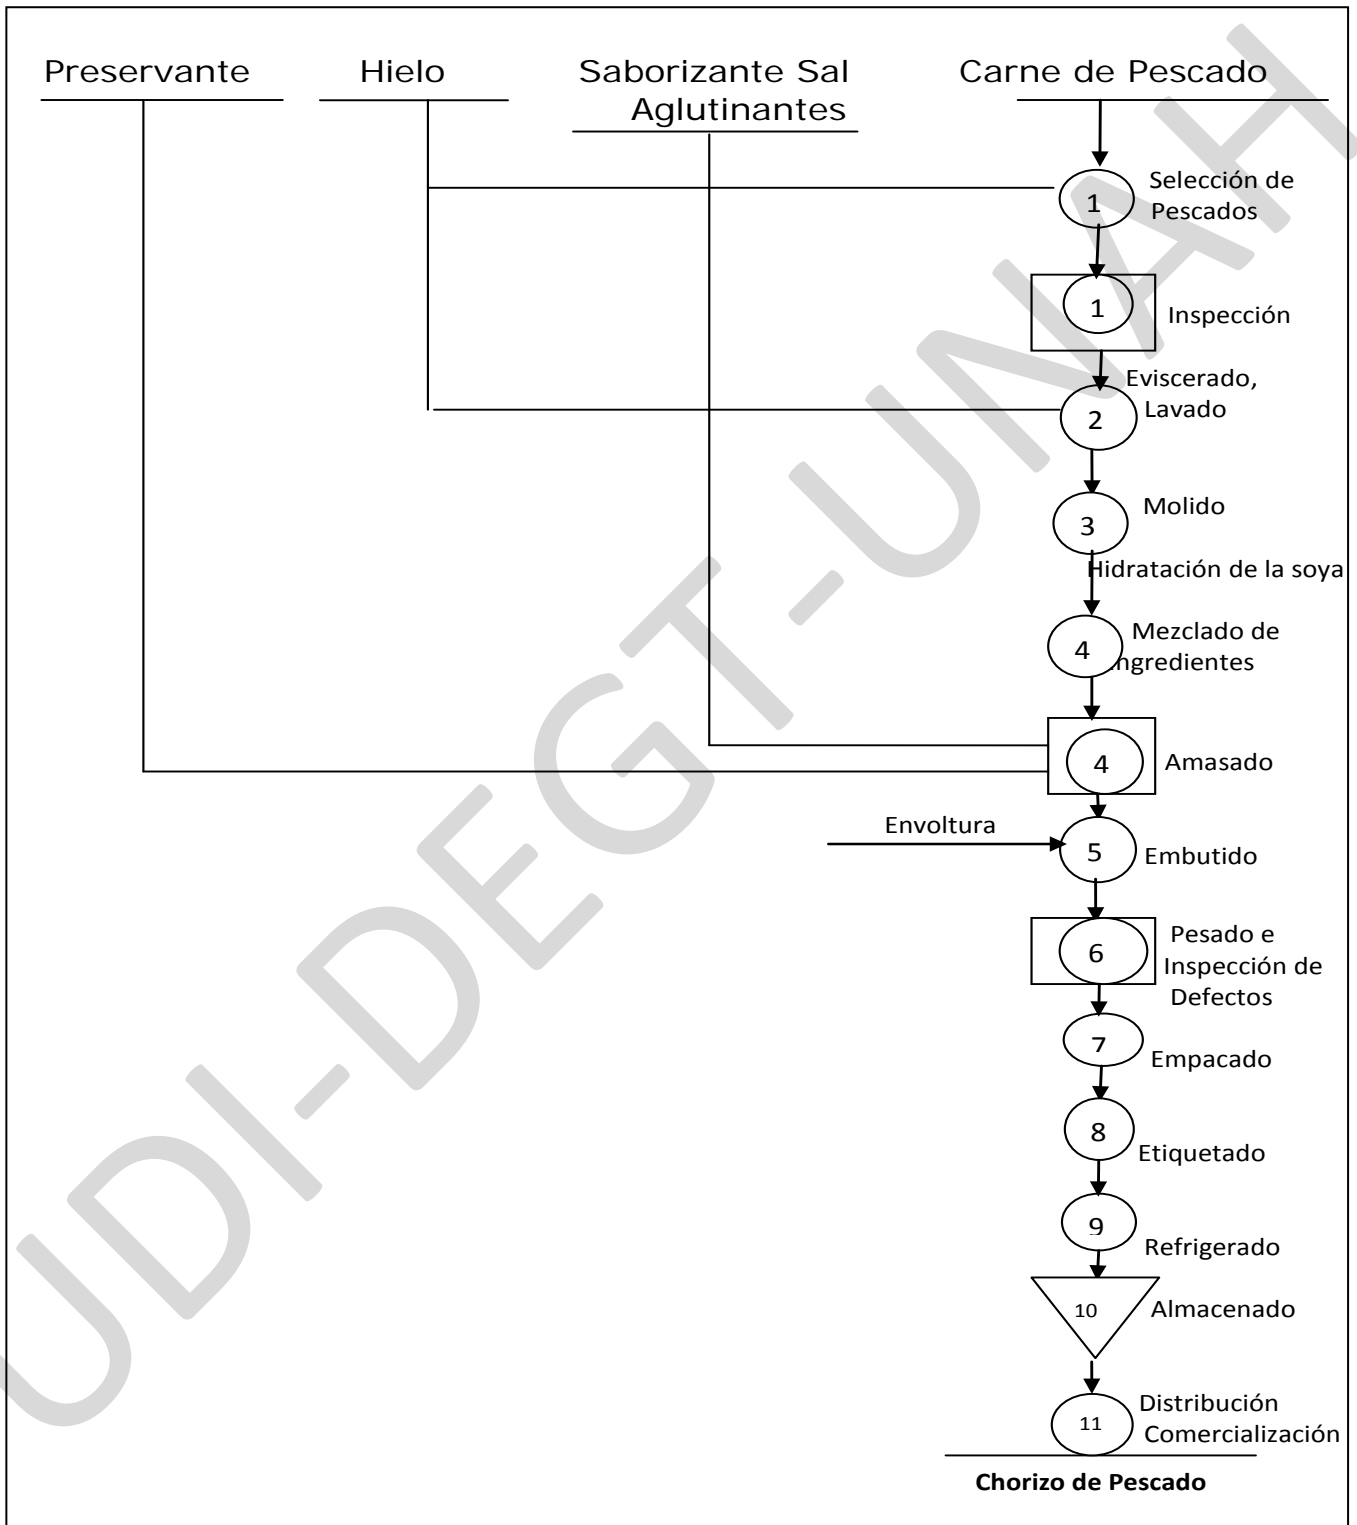 Preservante
Hielo
Saborizante Sal
Aglutinantes
Carne de Pescado
1
Selección de
Pescados
1
Inspección
Eviscerado,
Lavado
2
Molido
3
Hidratación de la soya
Mezclado de
4
ingredientes
4
Amasado
Envoltura
5
Embutido
Pesado e
6
Inspección de
Defectos
7
Empacado
8
Etiquetado
9
Refrigerado
10
Almacenado
Distribución
11
Comercialización
Chorizo de Pescado
UDI-DEGT-UNAH